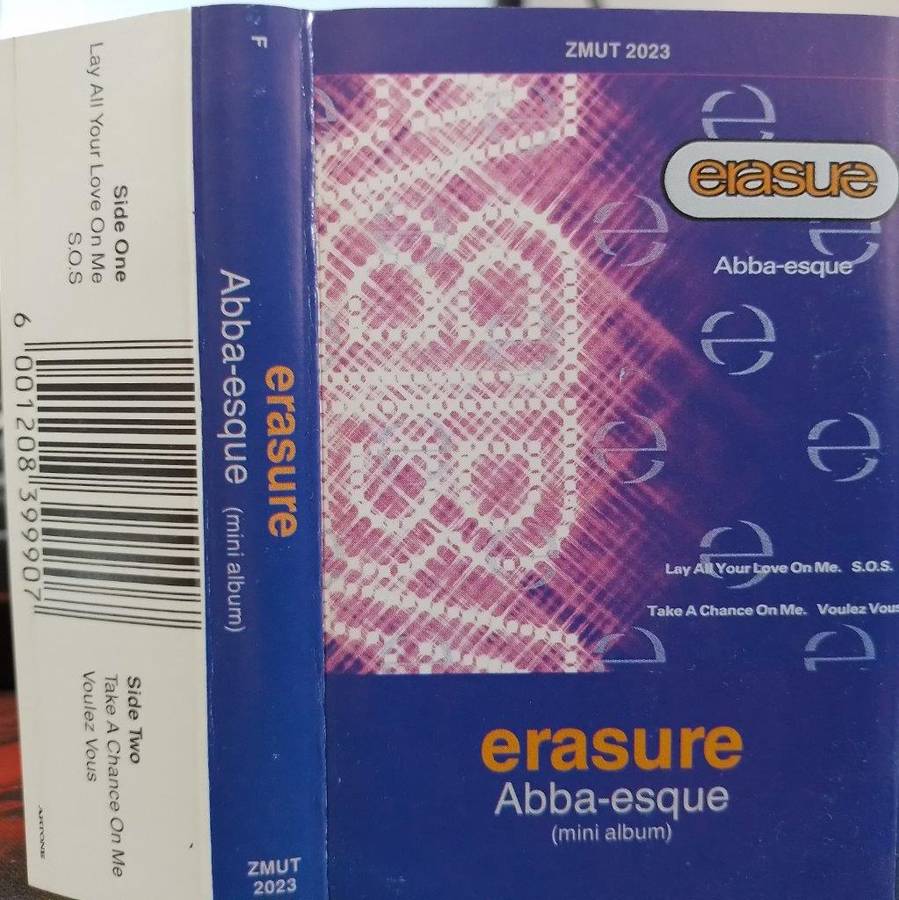 Side One
Lay All Your Love On Me
S.O.S
6 001208 399907
Side Two
Take A Chance On Me
Voulez Vous
ARTONE
F
erasure
Abba-esque (mini album)
ZMUT
2023
ZMUT 2023
ABBA
erasure
Abba-esque
Lay All Your Love On Me. S.O.S.
Take A Chance On Me. Voulez Vous
erasure
Abba-esque
(mini album)